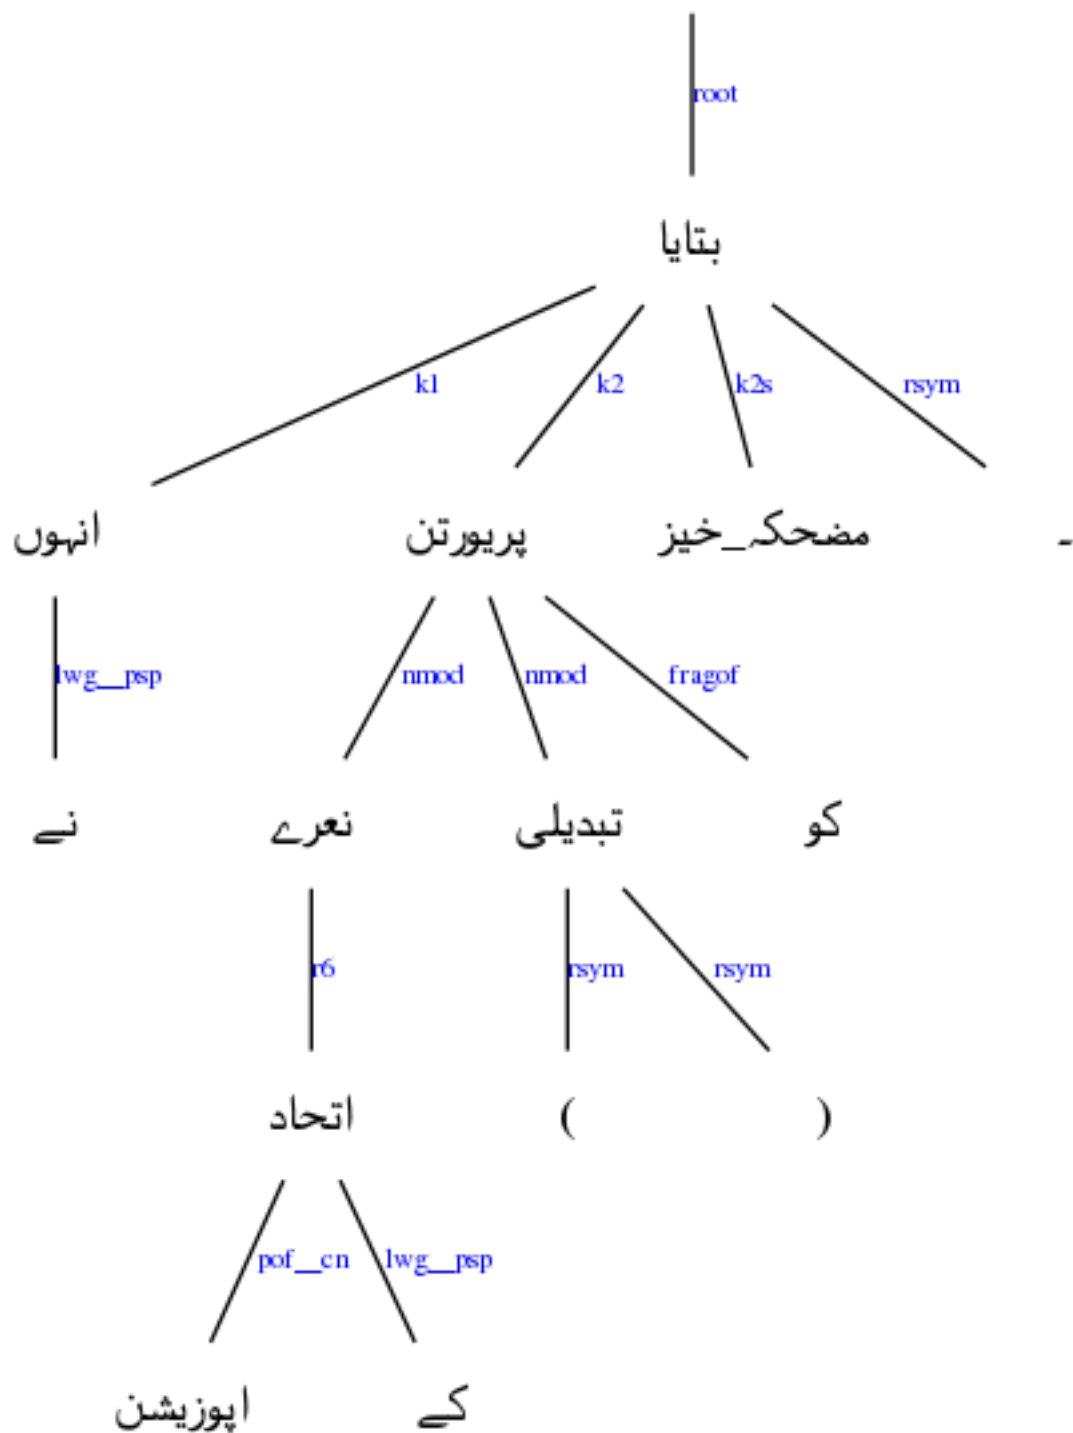 root
بتایا
k1 k2 k2s rsym
انہوں پریورتن مضحکہ_خیز ۔
lwg__psp nmod nmod fragof
نے نعرے تبدیلی کو
r6 rsym rsym
اتحاد ( )
pof__cn lwg__psp
اپوزیشن کے